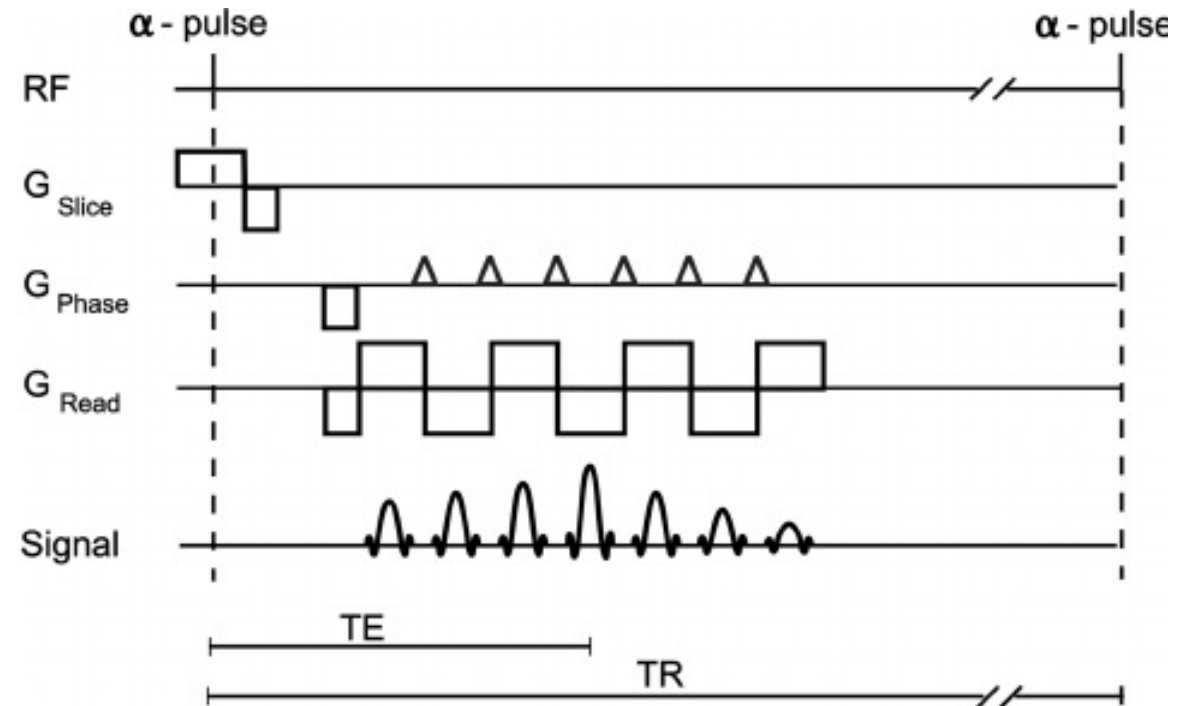 α - pulse
α - pulse
RF
G Slice
G Phase
G Read
Signal
TE
TR